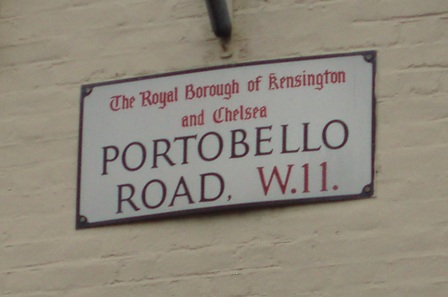 The Royal Borough of Kensington
and Chelsea
PORTOBELLO
ROAD, W.11.